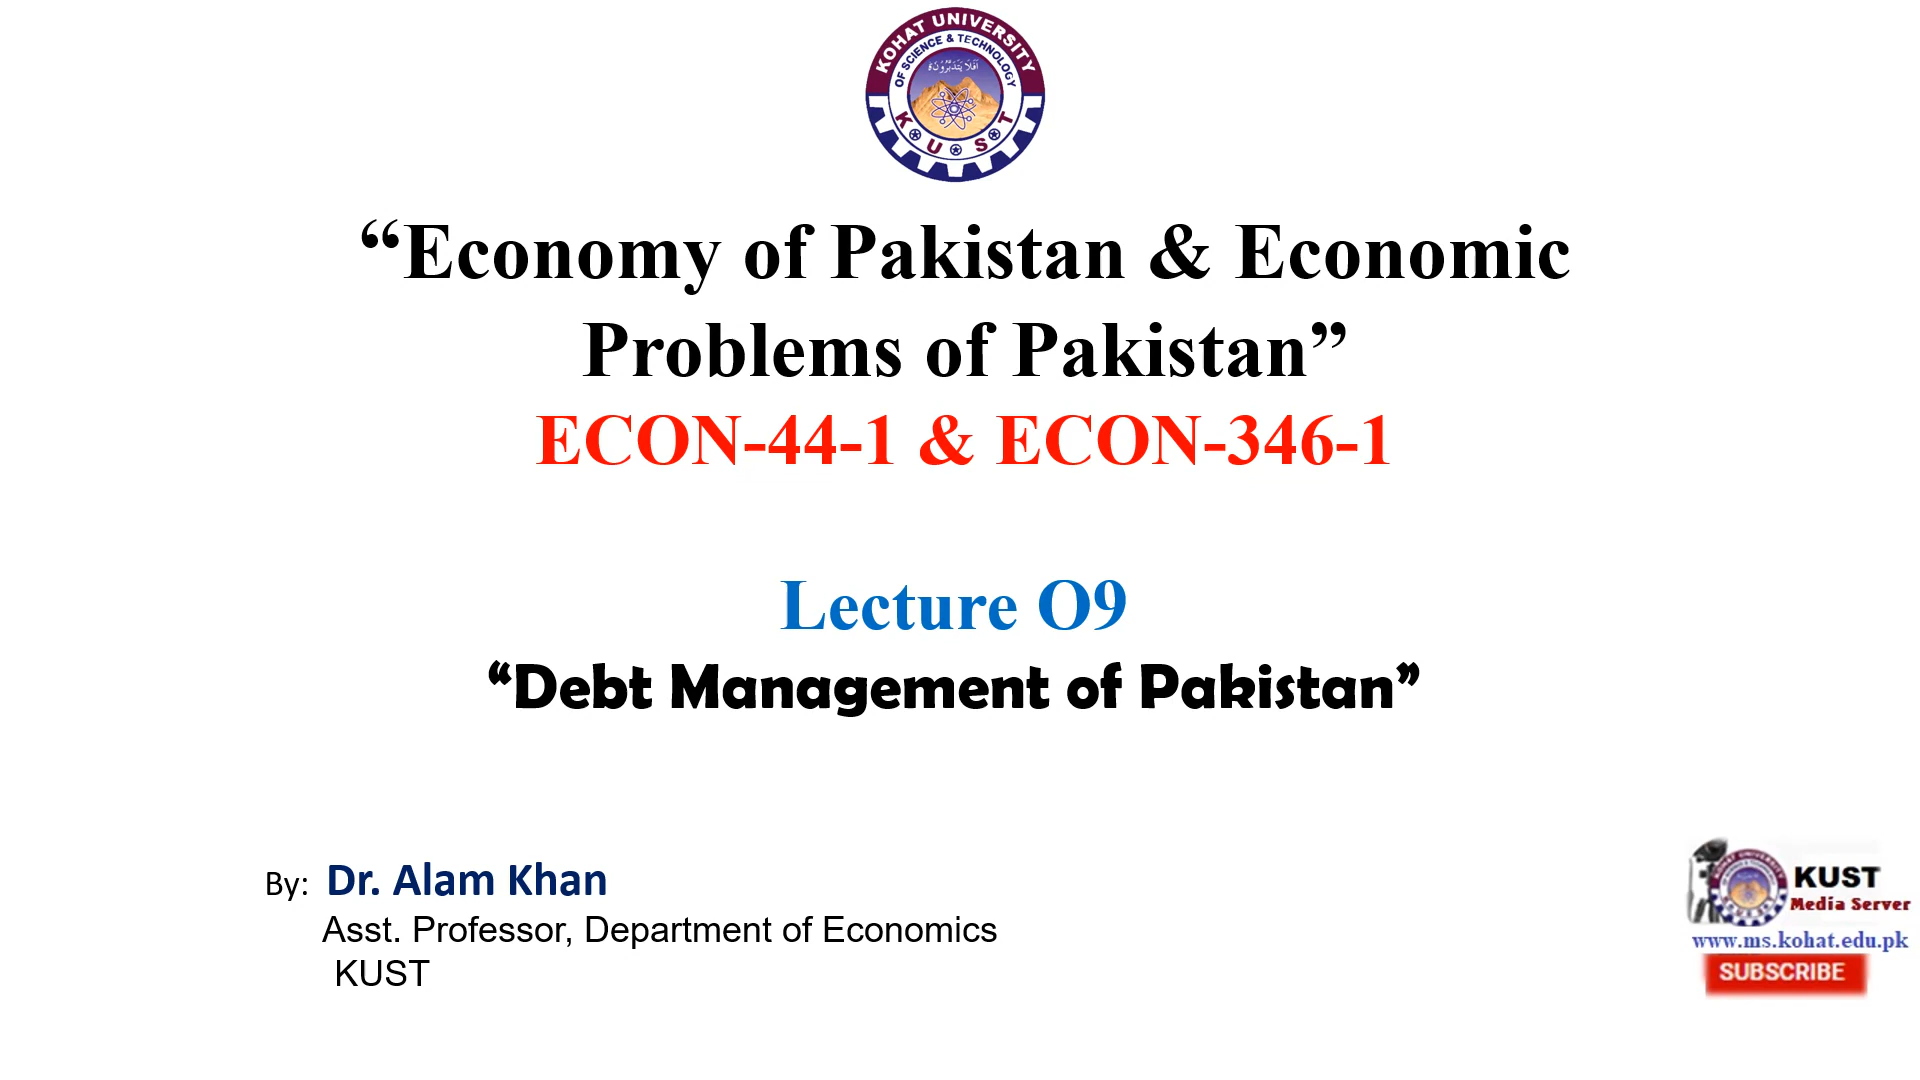 KOHAT UNIVERSITY
OF SCIENCE & TECHNOLOGY
أفلا يتدبرون
K U S T
“Economy of Pakistan & Economic
Problems of Pakistan”
ECON-44-1 & ECON-346-1
Lecture O9
“Debt Management of Pakistan”
By: Dr. Alam Khan
Asst. Professor, Department of Economics
KUST
KUST
Media Server
www.ms.kohat.edu.pk
SUBSCRIBE